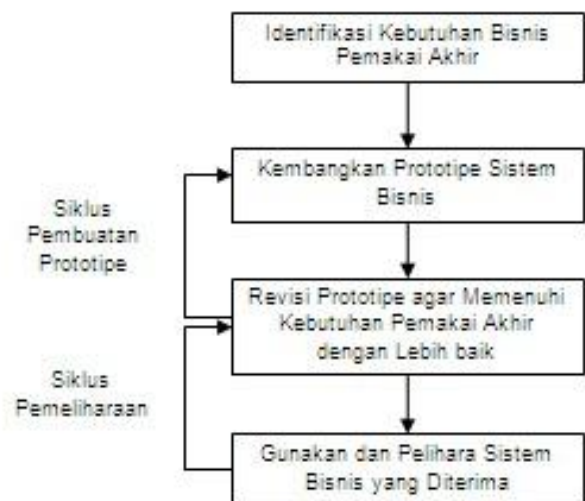 Identifikasi Kebutuhan Bisnis
Pemakai Akhir
Kembangkan Prototipe Sistem
Bisnis
Siklus
Pembuatan
Prototipe
Revisi Prototipe agar Memenuhi
Kebutuhan Pemakai Akhir
dengan Lebih baik
Siklus
Pemeliharaan
Gunakan dan Pelihara Sistem
Bisnis yang Diterima